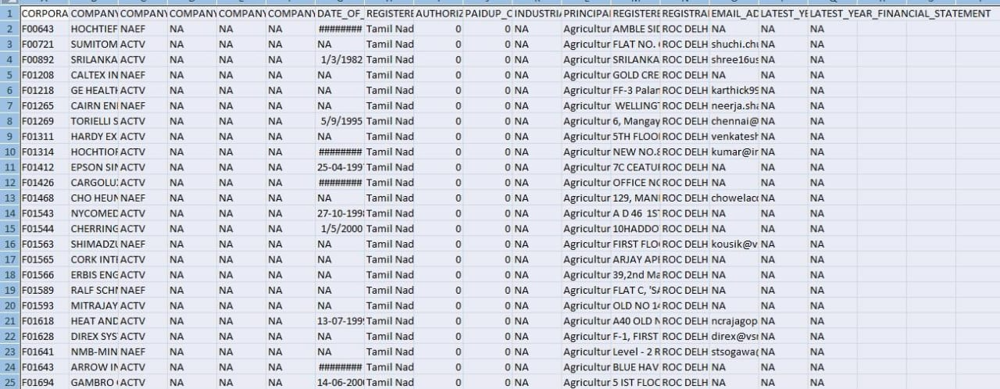 1 CORPORA COMPANY COMPANY COMPANY COMPANY COMPANY DATE_OF_ REGISTERE AUTHORIZ PAIDUP_C INDUSTRIA PRINCIPAL REGISTERE REGISTRAR EMAIL_AD LATEST_YE LATEST_YEAR_FINANCIAL_STATEMENT
2 F00643 HOCHTIEF NAEF NA NA NA ######## Tamil Nad 0 0 NA Agricultur AMBLE SID ROC DELH NA NA NA
3 F00721 SUMITOM ACTV NA NA NA NA Tamil Nad 0 0 NA Agricultur FLAT NO. 6 ROC DELH shuchi.chu NA NA
4 F00892 SRILANKA ACTV NA NA NA 1/3/1982 Tamil Nad 0 0 NA Agricultur SRILANKA ROC DELH shree16us NA NA
5 F01208 CALTEX IN NAEF NA NA NA NA Tamil Nad 0 0 NA Agricultur GOLD CRE ROC DELH NA NA NA
6 F01218 GE HEALTH ACTV NA NA NA NA Tamil Nad 0 0 NA Agricultur FF-3 Palan ROC DELH karthick95 NA NA
7 F01265 CAIRN EN NAEF NA NA NA NA Tamil Nad 0 0 NA Agricultur WELLINGT ROC DELH neerja.sha NA NA
8 F01269 TORIELLI S ACTV NA NA NA 5/9/1995 Tamil Nad 0 0 NA Agricultur 6, Mangay ROC DELH chennai@ NA NA
9 F01311 HARDY EX ACTV NA NA NA NA Tamil Nad 0 0 NA Agricultur 5TH FLOO ROC DELH venkatesh NA NA
10 F01314 HOCHTIOF ACTV NA NA NA ######## Tamil Nad 0 0 NA Agricultur NEW NO.8 ROC DELH kumar@in NA NA
11 F01412 EPSON SIN ACTV NA NA NA 25-04-1997 Tamil Nad 0 0 NA Agricultur 7C CEATUR ROC DELH NA NA NA
12 F01426 CARGOLUX ACTV NA NA NA ######## Tamil Nad 0 0 NA Agricultur OFFICE NO ROC DELH NA NA NA
13 F01468 CHO HEUN NAEF NA NA NA NA Tamil Nad 0 0 NA Agricultur 129, MAN ROC DELH chowelacc NA NA
14 F01543 NYCOMED ACTV NA NA NA 27-10-1998 Tamil Nad 0 0 NA Agricultur A D 46 1ST ROC DELH NA NA NA
15 F01544 CHERRING ACTV NA NA NA 1/5/2000 Tamil Nad 0 0 NA Agricultur 10HADDO ROC DELH NA NA NA
16 F01563 SHIMADZU NAEF NA NA NA NA Tamil Nad 0 0 NA Agricultur FIRST FLO ROC DELH kousik@v NA NA
17 F01565 CORK INTE ACTV NA NA NA NA Tamil Nad 0 0 NA Agricultur ARJAY APE ROC DELH NA NA NA
18 F01566 ERBIS ENG ACTV NA NA NA NA Tamil Nad 0 0 NA Agricultur 39,2nd Ma ROC DELH NA NA NA
19 F01589 RALF SCHN NAEF NA NA NA NA Tamil Nad 0 0 NA Agricultur FLAT C, 'SA ROC DELH NA NA NA
20 F01593 MITRAJAY ACTV NA NA NA NA Tamil Nad 0 0 NA Agricultur OLD NO 14 ROC DELH NA NA NA
21 F01618 HEAT AND ACTV NA NA NA 13-07-1999 Tamil Nad 0 0 NA Agricultur A40 OLD N ROC DELH ncrajagop NA NA
22 F01628 DIREX SYS ACTV NA NA NA NA Tamil Nad 0 0 NA Agricultur F-1, FIRST ROC DELH direx@vsn NA NA
23 F01641 NMB-MIN NAEF NA NA NA NA Tamil Nad 0 0 NA Agricultur Level - 2 R ROC DELH stsogawa@ NA NA
24 F01643 ARROW IN ACTV NA NA NA ######## Tamil Nad 0 0 NA Agricultur BLUE HAV ROC DELH NA NA NA
25 F01694 GAMBRO ACTV NA NA NA 14-06-2000 Tamil Nad 0 0 NA Agricultur 5 IST FLOC ROC DELH NA NA NA